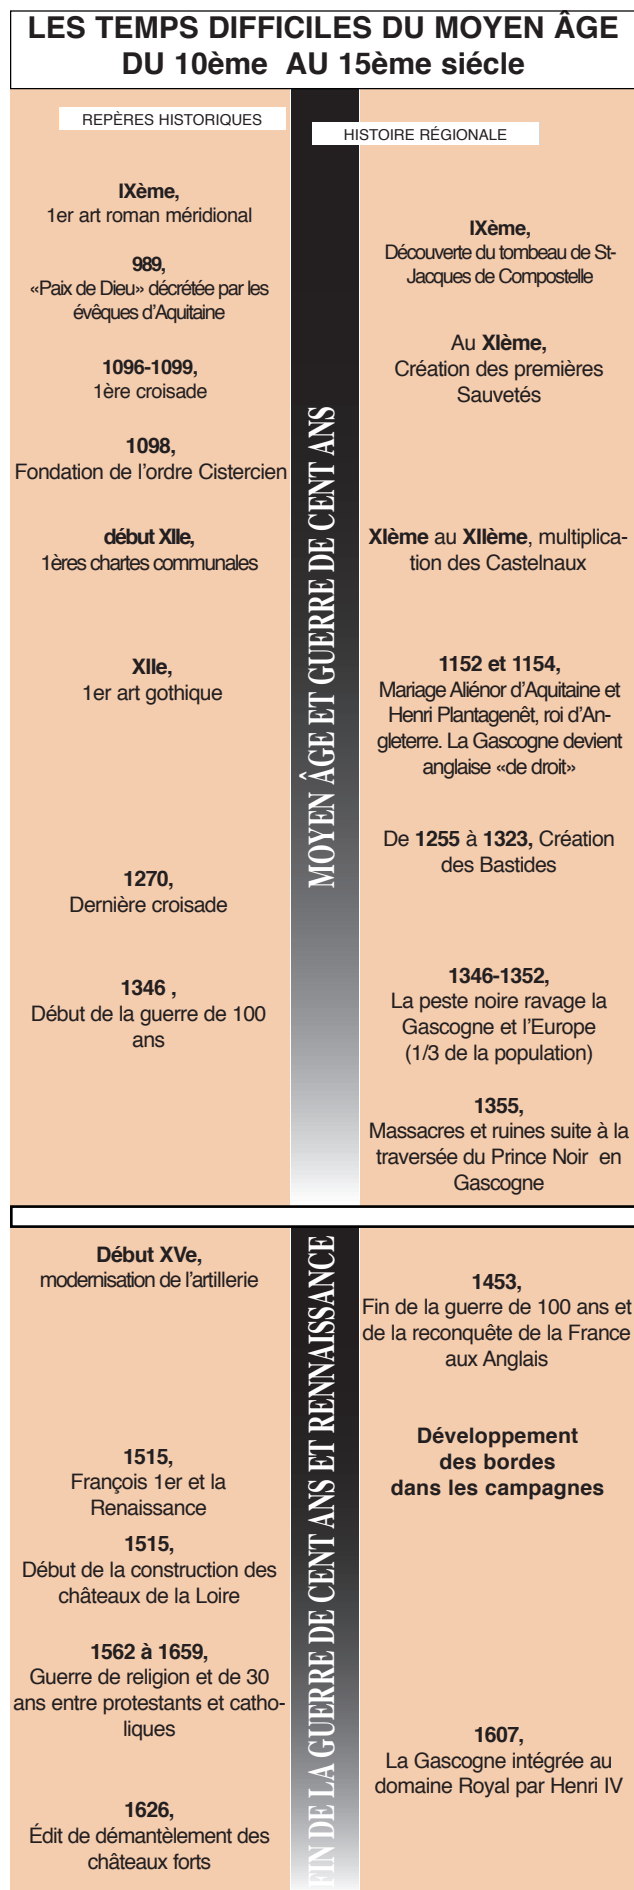 LES TEMPS DIFFICILES DU MOYEN ÂGE
DU 10ème AU 15ème siécle
REPÈRES HISTORIQUES
IXème,
1er art roman méridional
989,
«Paix de Dieu» décrétée par les
évêques d'Aquitaine
1096-1099,
1ère croisade
1098,
Fondation de l'ordre Cistercien
début XIIe,
1ères chartes communales
XIIe,
1er art gothique
1270,
Dernière croisade
1346 ,
Début de la guerre de 100
ans
MOYEN ÂGE ET GUERRE DE CENT ANS
HISTOIRE RÉGIONALE
IXème,
Découverte du tombeau de St-
Jacques de Compostelle
Au XIème,
Création des premières
Sauvetés
XIème au XIIème, multiplica-
tion des Castelnaux
1152 et 1154,
Mariage Aliénor d'Aquitaine et
Henri Plantagenêt, roi d'An-
gleterre. La Gascogne devient
anglaise «de droit»
De 1255 à 1323, Création
des Bastides
1346-1352,
La peste noire ravage la
Gascogne et l'Europe
(1/3 de la population)
1355,
Massacres et ruines suite à la
traversée du Prince Noir en
Gascogne
Début XVe,
modernisation de l'artillerie
1515,
François 1er et la
Renaissance
1515,
Début de la construction des
châteaux de la Loire
1562 à 1659,
Guerre de religion et de 30
ans entre protestants et catho-
liques
1626,
Édit de démantèlement des
châteaux forts
FIN DE LA GUERRE DE CENT ANS ET RENNAISSANCE
1453,
Fin de la guerre de 100 ans et
de la reconquête de la France
aux Anglais
Développement
des bordes
dans les campagnes
1607,
La Gascogne intégrée au
domaine Royal par Henri IV